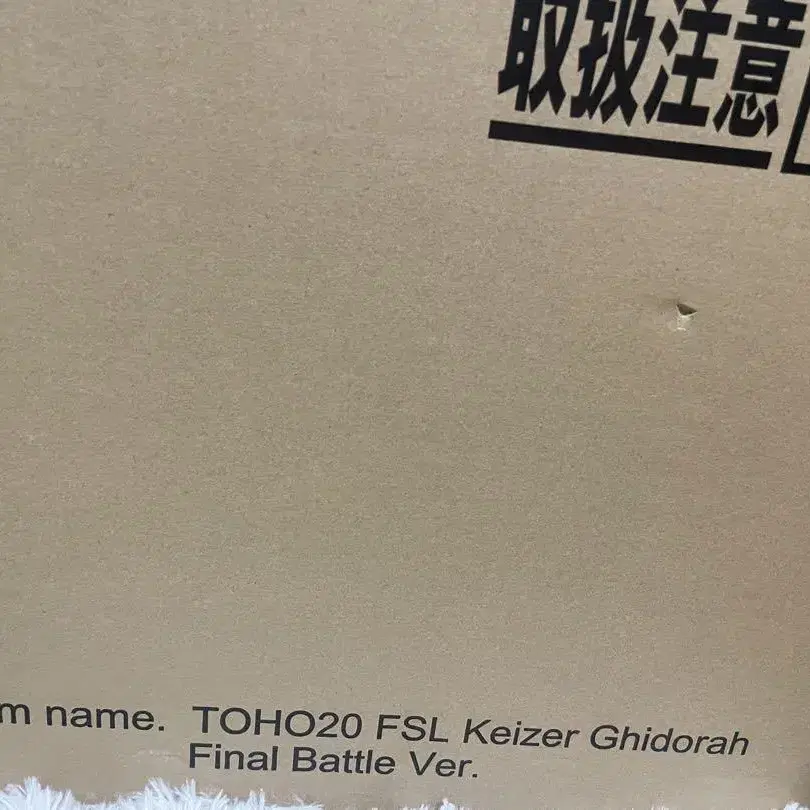 取扱注意
m name. TOHO20 FSL Keizer Ghidorah
Final Battle Ver.